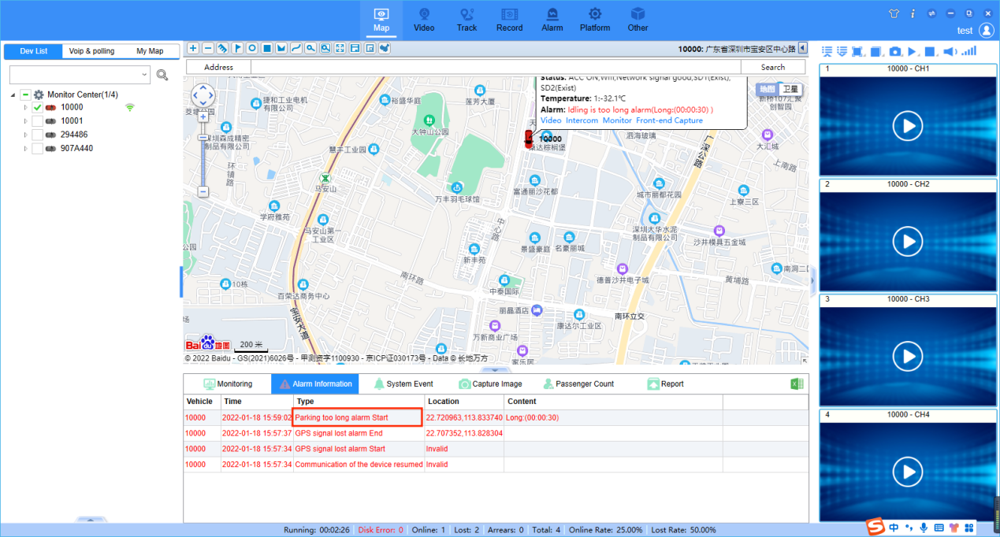 Map
Video
Track
Record
Alarm
Platform
Other
test
Dev List
Voip & polling
My Map
Monitor Center(1/4)
10000
10001
294486
907A440
10000: 广东省深圳市宝安区中心路
Address
Search
Status: ACC ON,Wifi,Network signal good,SD1(Exist),
SD2(Exist)
Temperature: 1:-32.1℃
Alarm: Idling is too long alarm(Long:(00:00:30) )
Video Intercom Monitor Front-end Capture
地图
卫星
10000
捷和工业电机
有限公司
裕盛华庭
莲芳大厦
新桥107汇聚
创智园
大钟山公园
深圳森成精密
制品有限公司
慧丰工业园
桑达棕榈堡
泗海玻璃
大汇城
广深公路
上南路
环镇路
马安山
万丰羽毛球馆
富通丽沙花都
城市丽都花园
上寮三区
学府雅苑
马安山第一
工业区
中心路
深圳大华水泥
制品有限公司
沙井模具五金城
公园
景盛豪庭
名豪丽城
新丰苑
10栋
南环路
德普沙井电子城
黄埔路
南洞二
百荣达商务中心
中泰国际
丽晶酒店
宝安大道
康达尔工业区
南环立交
万新商业广场
家乐居
Bai du 地图
200 米
© 2022 Baidu - GS(2021)6026号 - 甲测资字1100930 - 京ICP证030173号 - Data © 长地万方
Monitoring
Alarm Information
System Event
Capture Image
Passenger Count
Report
Vehicle Time Type Location Content
10000 2022-01-18 15:59:02 Parking too long alarm Start 22.720963,113.833740 Long:(00:00:30)
10000 2022-01-18 15:57:37 GPS signal lost alarm End 22.707352,113.828304
10000 2022-01-18 15:57:34 GPS signal lost alarm Start Invalid
10000 2022-01-18 15:57:34 Communication of the device resumed Invalid
1 10000 - CH1
2 10000 - CH2
3 10000 - CH3
4 10000 - CH4
Running: 00:02:26 Disk Error: 0 Online: 1 Lost: 2 Arrears: 0 Total: 4 Online Rate: 25.00% Lost Rate: 50.00%
中